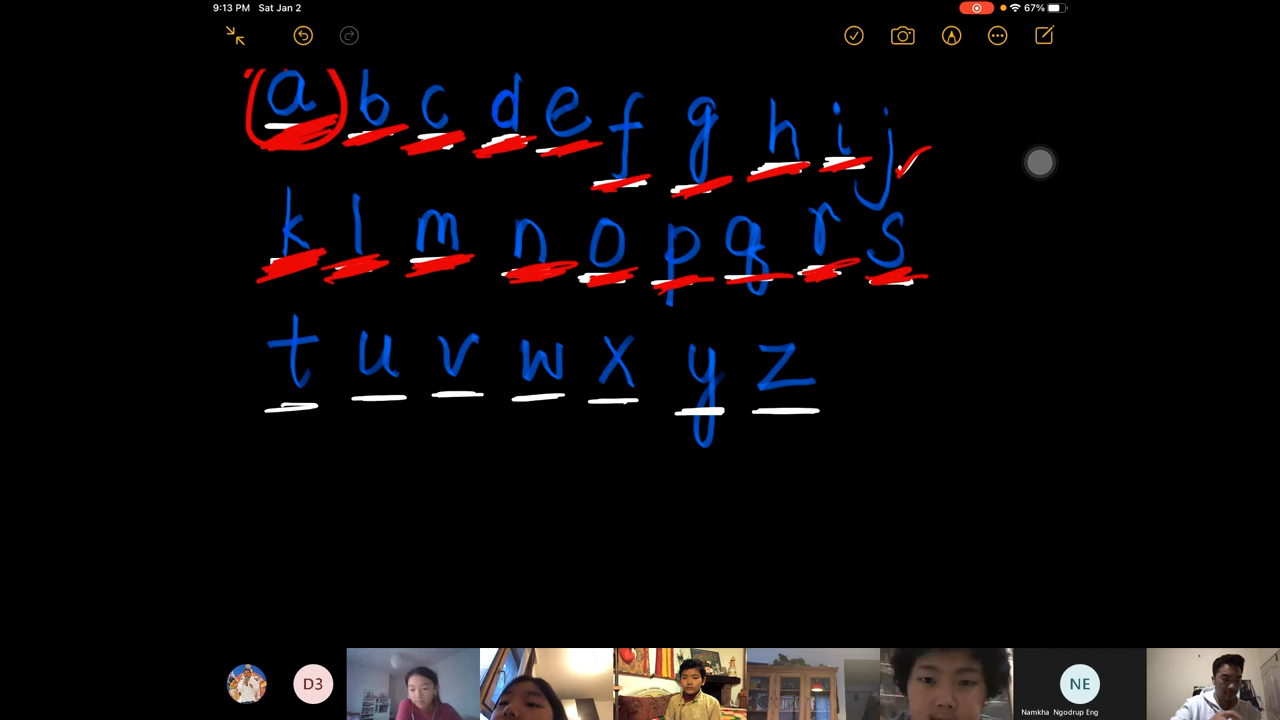 9:13 PM Sat Jan 2 67%
a b c d e f g h i j
k l m n o p q r s
t u v w x y z
D3 NE
Namkha Ngodrup Eng